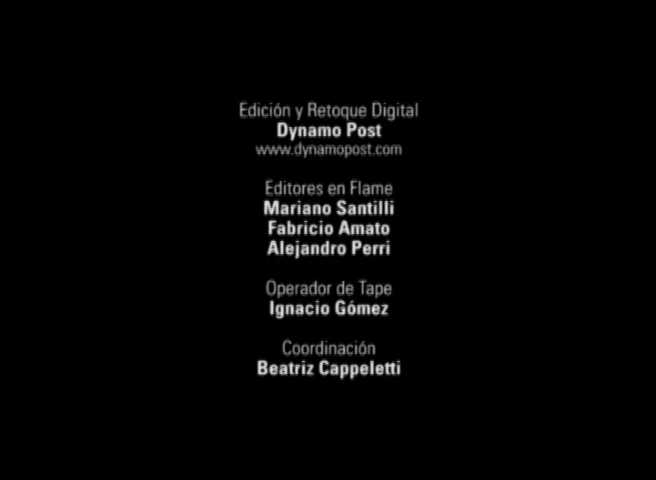 Edición y Retoque Digital
Dynamo Post
www.dynamopost.com
Editores en Flame
Mariano Santilli
Fabricio Amato
Alejandro Perri
Operador de Tape
Ignacio Gómez
Coordinación
Beatriz Cappeletti